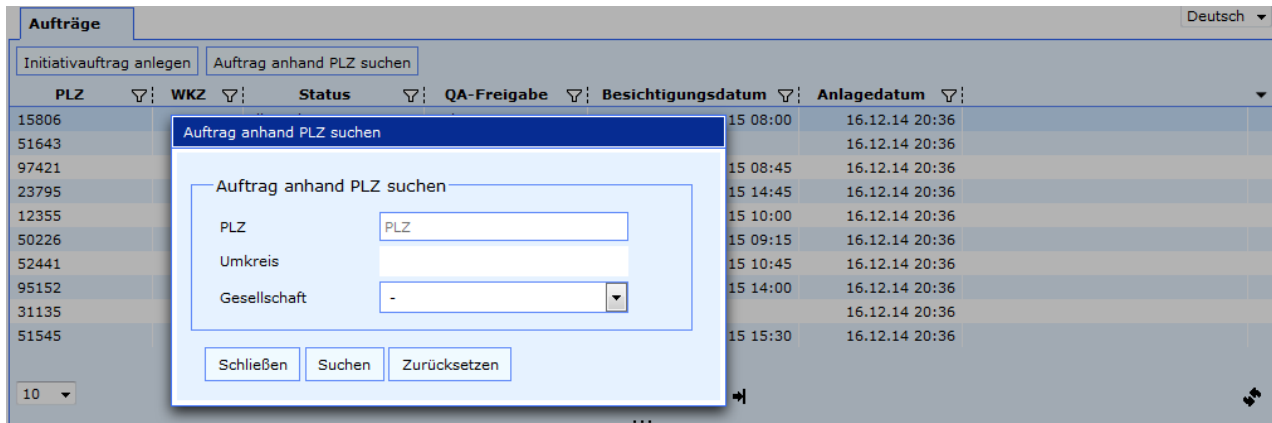 Aufträge
Deutsch
Initiativauftrag anlegen Auftrag anhand PLZ suchen
PLZ WKZ Status QA-Freigabe Besichtigungsdatum Anlagedatum
15806 15 08:00 16.12.14 20:36
Auftrag anhand PLZ suchen
51643 16.12.14 20:36
97421 15 08:45 16.12.14 20:36
Auftrag anhand PLZ suchen
23795 15 14:45 16.12.14 20:36
12355 15 10:00 16.12.14 20:36
PLZ PLZ
50226 15 09:15 16.12.14 20:36
Umkreis
52441 15 10:45 16.12.14 20:36
Gesellschaft -
95152 15 14:00 16.12.14 20:36
31135 16.12.14 20:36
51545 15 15:30 16.12.14 20:36
Schließen Suchen Zurücksetzen
10